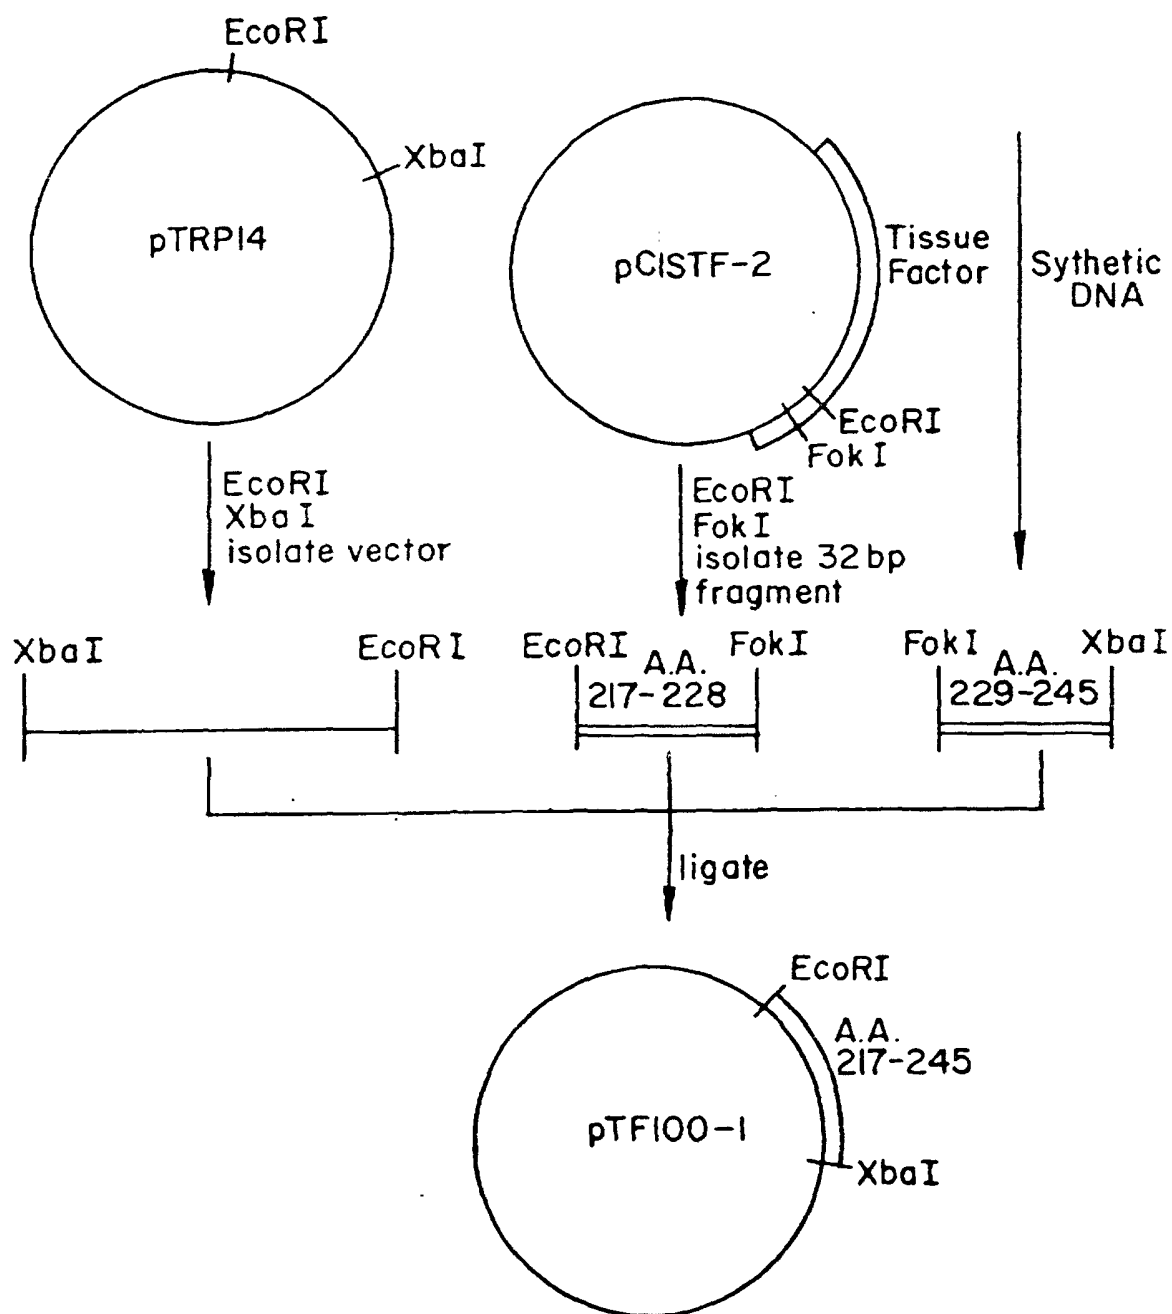 EcoRI
XbaI
pTRP14
pCISTF-2
Tissue
Factor
Sythetic
DNA
EcoRI
FokI
EcoRI
XbaI
isolate vector
EcoRI
FokI
isolate 32 bp
fragment
XbaI
EcoRI
EcoRI
A.A.
217-228
FokI
FokI
A.A.
229-245
XbaI
ligate
EcoRI
A.A.
217-245
pTF100-1
XbaI